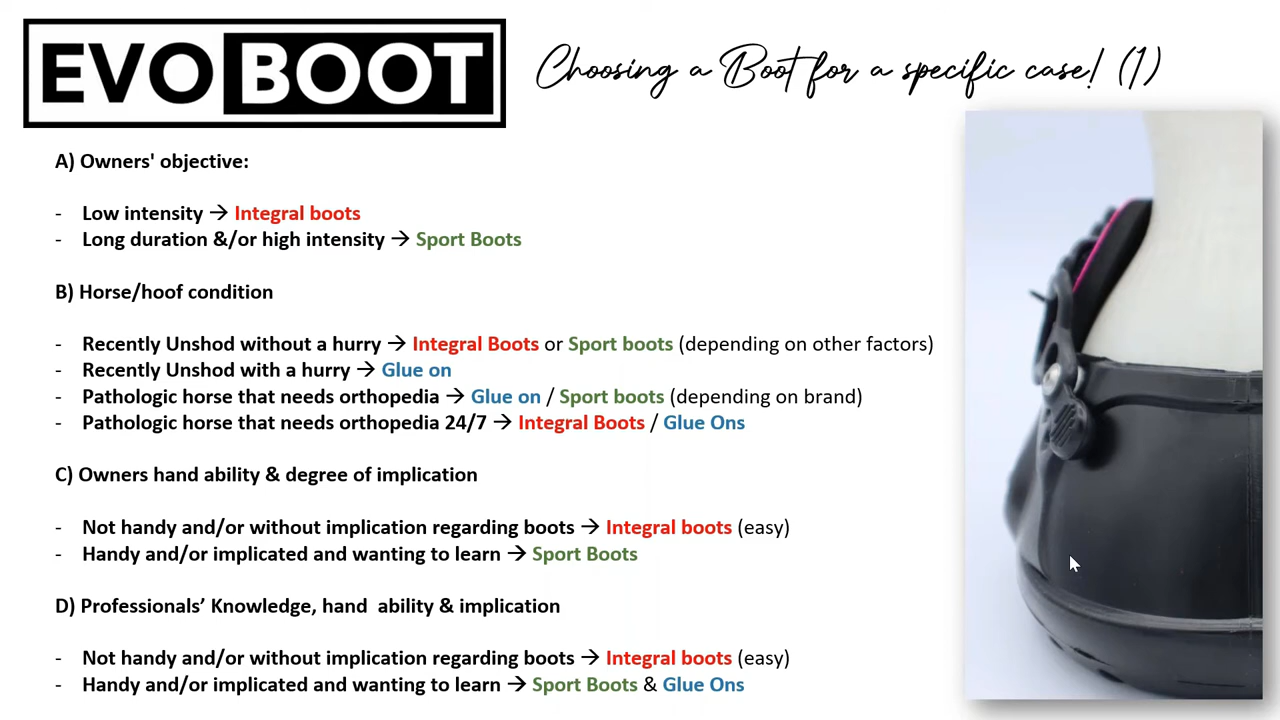 EVO BOOT
Choosing a Boot for a specific case! (1)
A) Owners' objective:
- Low intensity → Integral boots
- Long duration &/or high intensity → Sport Boots
B) Horse/hoof condition
- Recently Unshod without a hurry → Integral Boots or Sport boots (depending on other factors)
- Recently Unshod with a hurry → Glue on
- Pathologic horse that needs orthopedia → Glue on / Sport boots (depending on brand)
- Pathologic horse that needs orthopedia 24/7 → Integral Boots / Glue Ons
C) Owners hand ability & degree of implication
- Not handy and/or without implication regarding boots → Integral boots (easy)
- Handy and/or implicated and wanting to learn → Sport Boots
D) Professionals’ Knowledge, hand ability & implication
- Not handy and/or without implication regarding boots → Integral boots (easy)
- Handy and/or implicated and wanting to learn → Sport Boots & Glue Ons